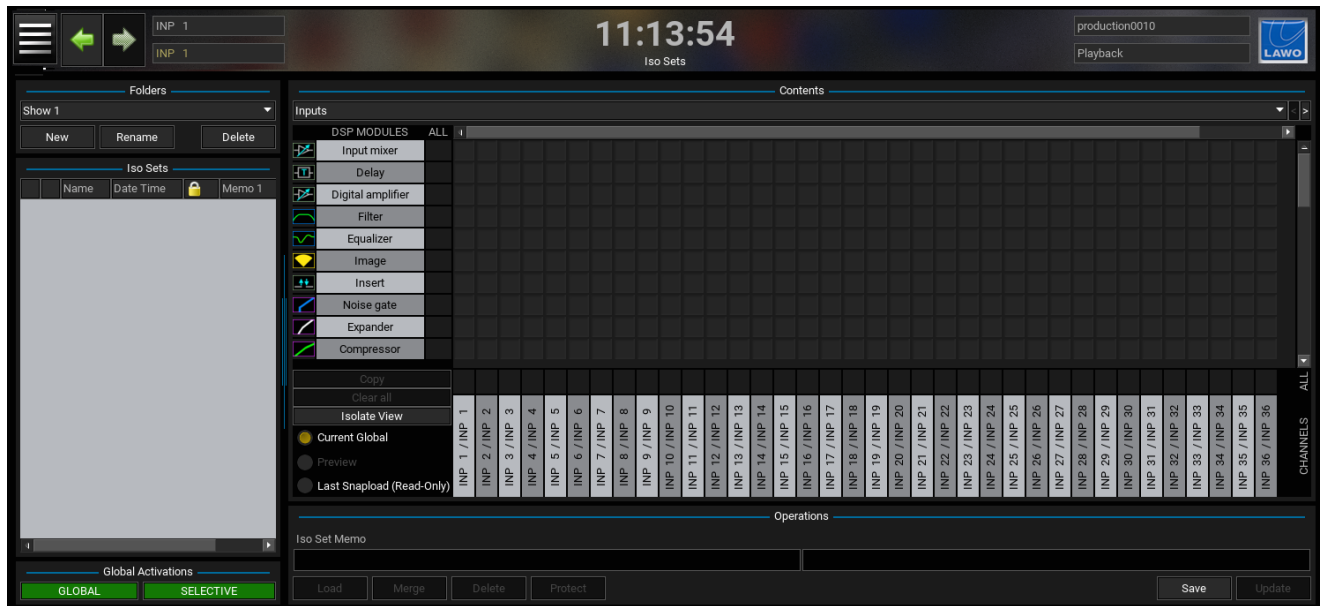 INP 1
INP 1
11:13:54
Iso Sets
production0010
Playback
LAWO
Folders
Show 1
New Rename Delete
Iso Sets
Name Date Time Memo 1
Global Activations
GLOBAL SELECTIVE
Contents
Inputs
< >
DSP MODULES ALL
Input mixer
Delay
T
Digital amplifier
Filter
Equalizer
Image
Insert
Noise gate
Expander
Compressor
Copy
Clear all
Isolate View
Current Global
Preview
Last Snapload (Read-Only)
INP 1 / INP 1
INP 2 / INP 2
INP 3 / INP 3
INP 4 / INP 4
INP 5 / INP 5
INP 6 / INP 6
INP 7 / INP 7
INP 8 / INP 8
INP 9 / INP 9
INP 10 / INP 10
INP 11 / INP 11
INP 12 / INP 12
INP 13 / INP 13
INP 14 / INP 14
INP 15 / INP 15
INP 16 / INP 16
INP 17 / INP 17
INP 18 / INP 18
INP 19 / INP 19
INP 20 / INP 20
INP 21 / INP 21
INP 22 / INP 22
INP 23 / INP 23
INP 24 / INP 24
INP 25 / INP 25
INP 26 / INP 26
INP 27 / INP 27
INP 28 / INP 28
INP 29 / INP 29
INP 30 / INP 30
INP 31 / INP 31
INP 32 / INP 32
INP 33 / INP 33
INP 34 / INP 34
INP 35 / INP 35
INP 36 / INP 36
CHANNELS ALL
Operations
Iso Set Memo
Load Merge Delete Protect Save Update